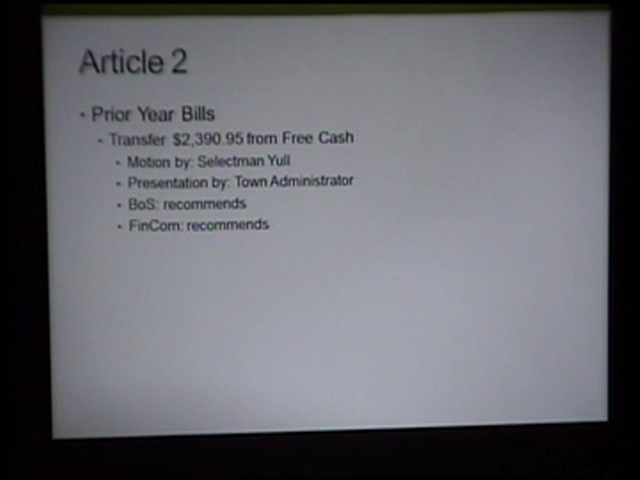 Article 2
• Prior Year Bills
• Transfer $2,390.95 from Free Cash
• Motion by: Selectman Yull
• Presentation by: Town Administrator
• BoS: recommends
• FinCom: recommends